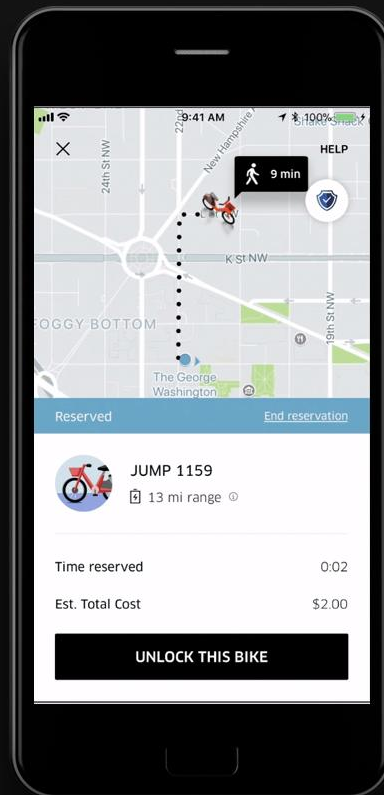 9:41 AM
100%
Shake Shack
22nd
New Hampshire
24th St NW
HELP
9 min
K St NW
FOGGY BOTTOM
19th St NW
The George
Washington
Reserved
End reservation
JUMP 1159
13 mi range
Time reserved
0:02
Est. Total Cost
$2.00
UNLOCK THIS BIKE